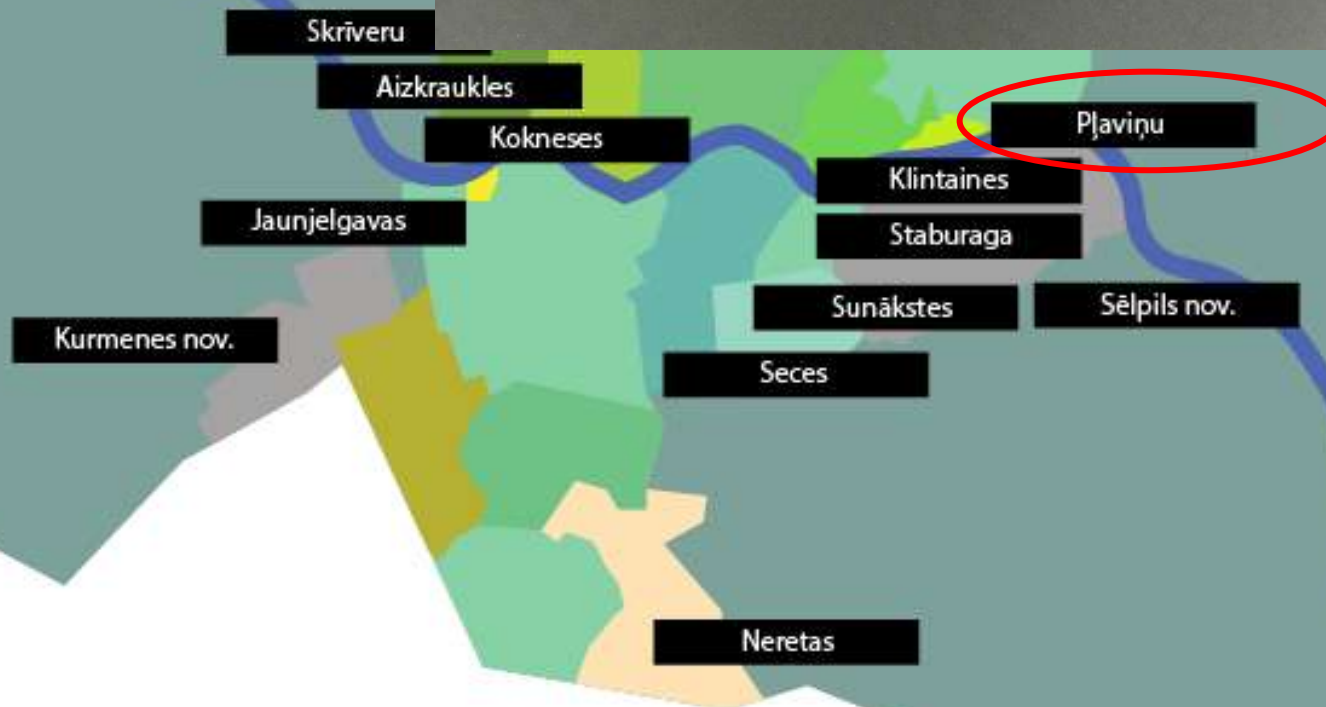 Skrīveru
Aizkraukles
Pļaviņu
Kokneses
Klintaines
Jaunjelgavas
Staburaga
Sunākstes
Sēlpils nov.
Kurmenes nov.
Seces
Neretas